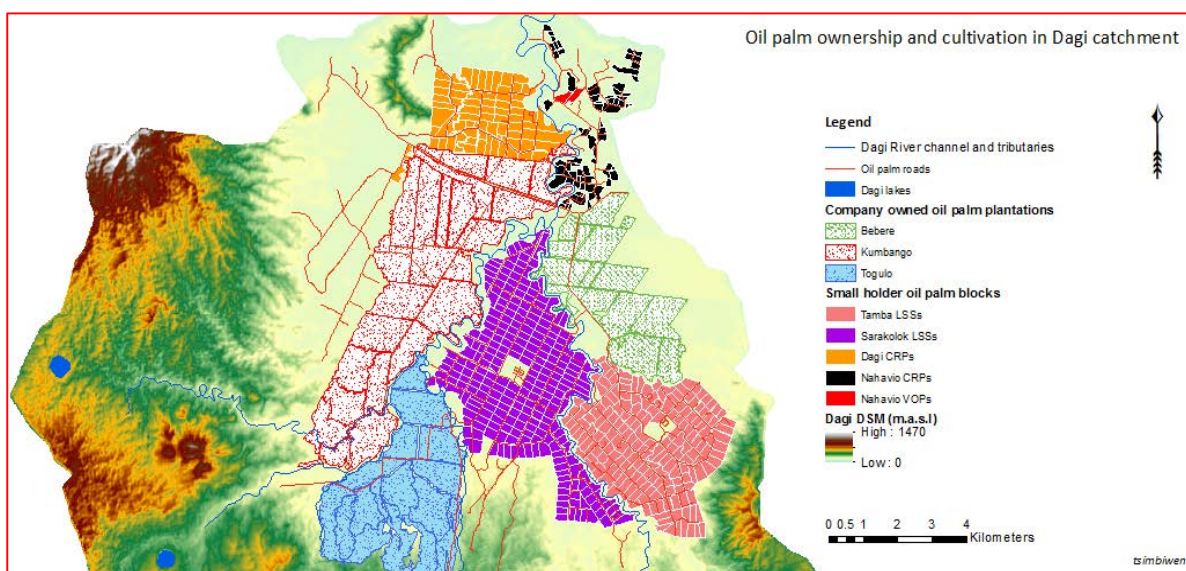 Oil palm ownership and cultivation in Dagi catchment
Legend
Dagi River channel and tributaries
Oil palm roads
Dagi lakes
Company owned oil palm plantations
Bebere
Kumbango
Togulo
Small holder oil palm blocks
Tamba LSSs
Sarakolok LSSs
Dagi CRPs
Nahavio CRPs
Nahavio VOPs
Dagi DSM (m.a.s.l)
High : 1470
Low : 0
0 0.5 1 2 3 4
Kilometers
tsimbiwen